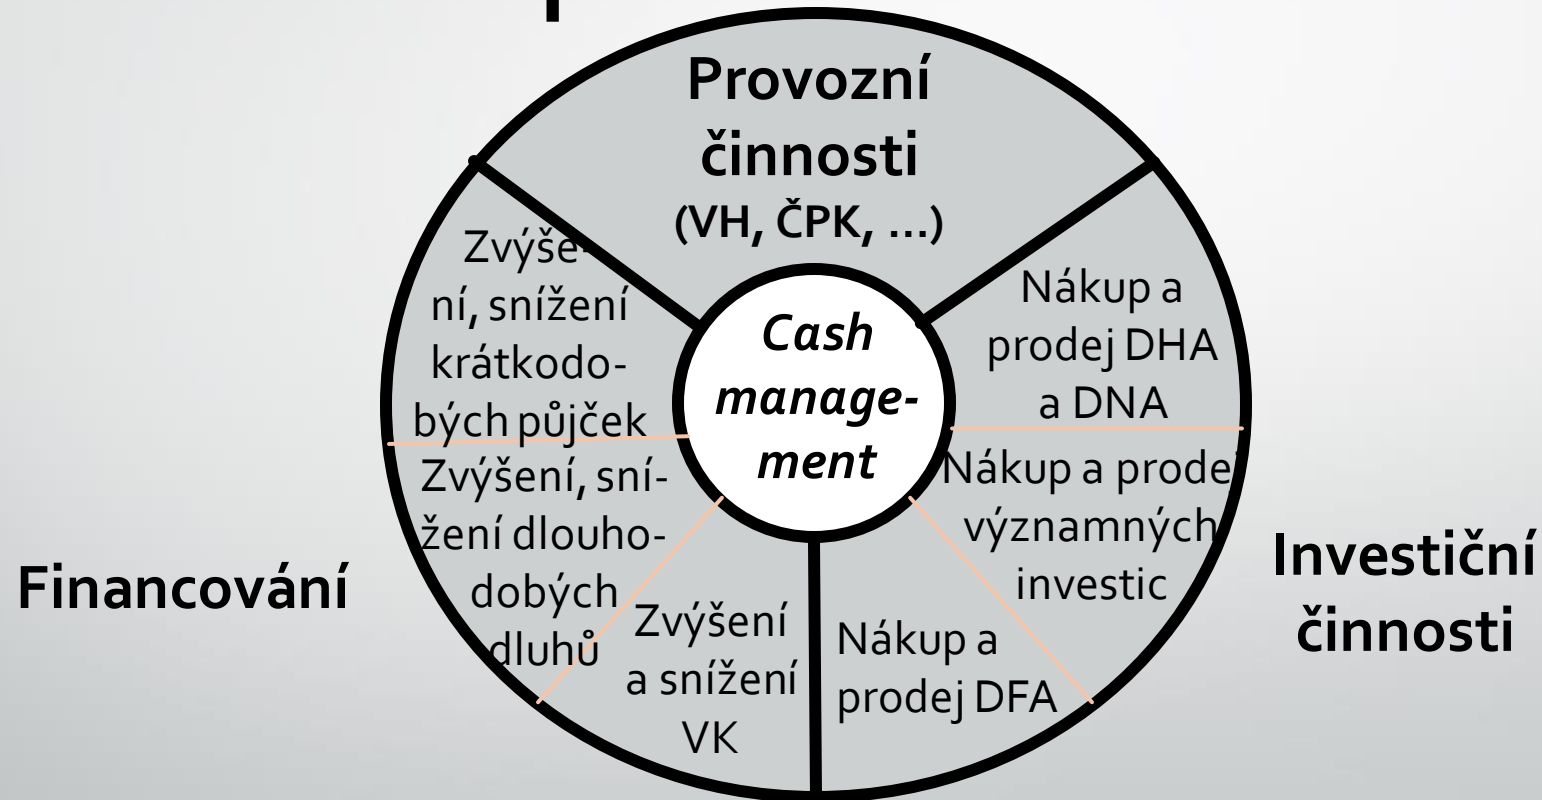 Provozní
činnosti
(VH, ČPK, ...)
Zvýše-
ní, snížení
krátkodo-
bých půjček
Zvýšení, sní-
žení dlouho-
dobých
dluhů
Zvýšení
a snížení
VK
Cash
manage-
ment
Nákup a
prodej DHA
a DNA
Nákup a prodej
významných
investic
Nákup a
prodej DFA
Financování
Investiční
činnosti